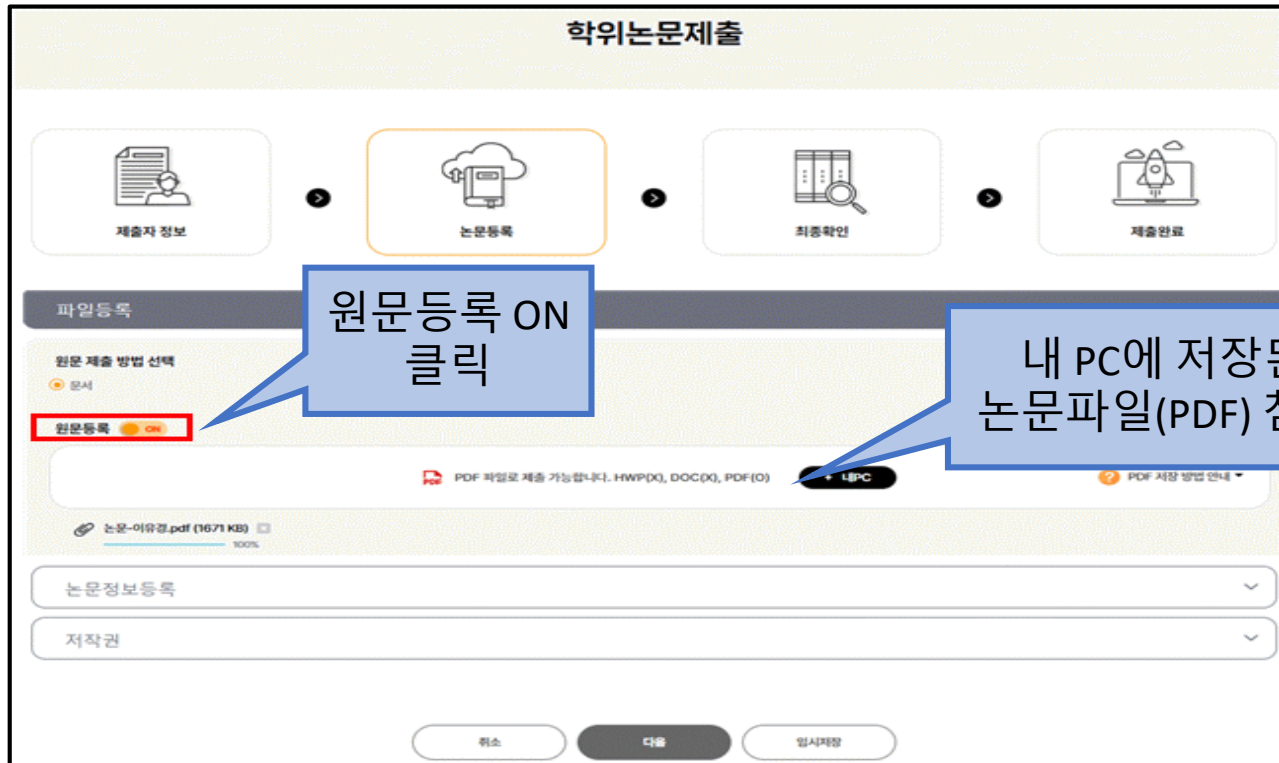 학위논문제출
제출자 정보
논문등록
최종확인
제출완료
파일등록
원문등록 ON
클릭
내 PC에 저장
논문파일(PDF)
원문 제출 방법 선택
문서
원문등록 ON
PDF 파일로 제출 가능합니다. HWP(X), DOC(X), PDF(O)
+ 내PC
? PDF 저장 방법 안내
논문-이유경.pdf (1671 KB)
100%
논문정보등록
저작권
취소
다음
임시저장